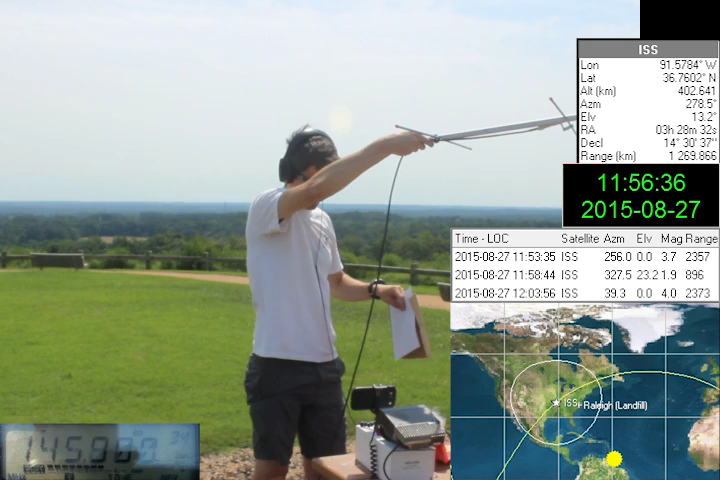 ISS
Lon 91.5784° W
Lat 36.7602° N
Alt (km) 402.641
Azm 278.5°
Elv 13.2°
RA 03h 28m 32s
Decl 14° 30' 37"
Range (km) 1 269.866
11:56:36
2015-08-27
Time - LOC Satellite Azm Elv Mag Range
2015-08-27 11:53:35 ISS 256.0 0.0 3.7 2357
2015-08-27 11:58:44 ISS 327.5 23.2 1.9 896
2015-08-27 12:03:56 ISS 39.3 0.0 4.0 2373
ISS Raleigh (Landfill)
145.800